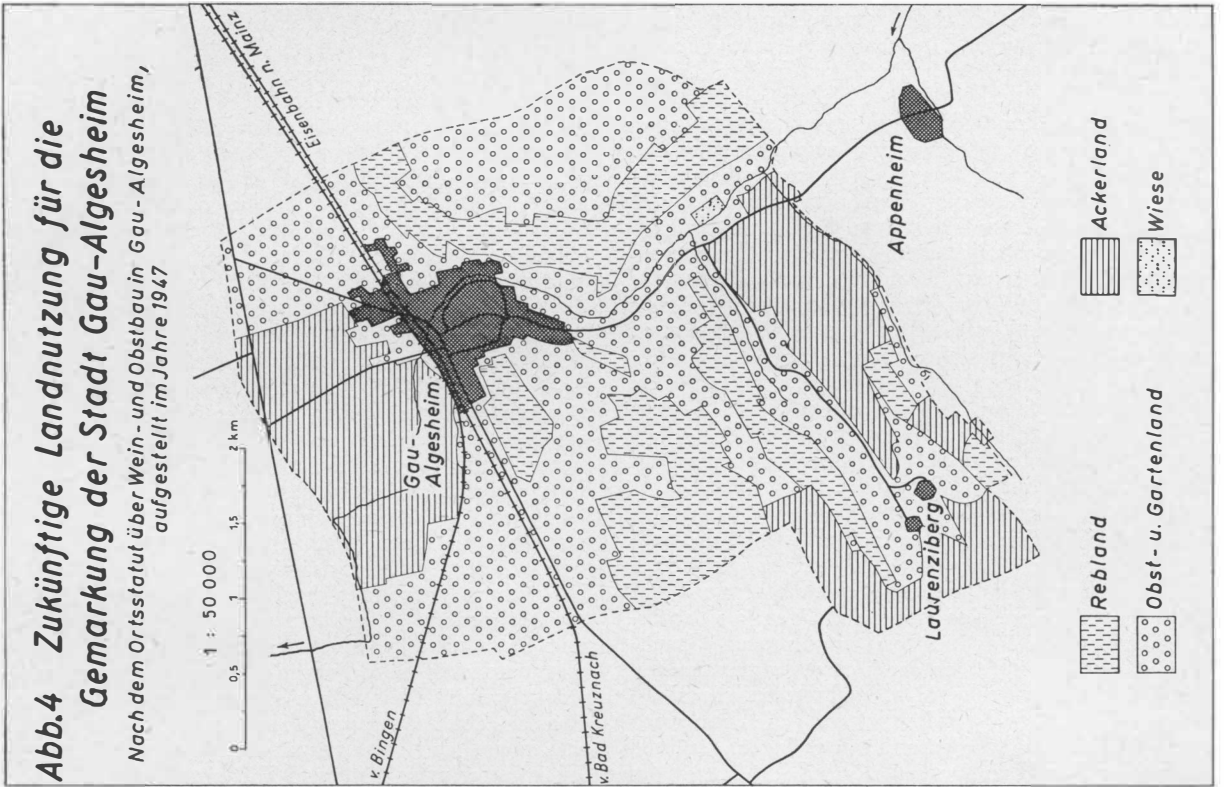 Abb.4 Zukünftige Landnutzung für die
Gemarkung der Stadt Gau-Algesheim
Nach dem Ortsstatut über Wein- und Obstbau in Gau-Algesheim,
aufgestellt im Jahre 1947
1 : 50 000
0 0,5 1 1,5 2 km
Eisenbahn n. Mainz
v. Bingen
v. Bad Kreuznach
Gau-
Algesheim
Appenheim
Laurenziberg
Rebland
Ackerland
Obst- u. Gartenland
Wiese